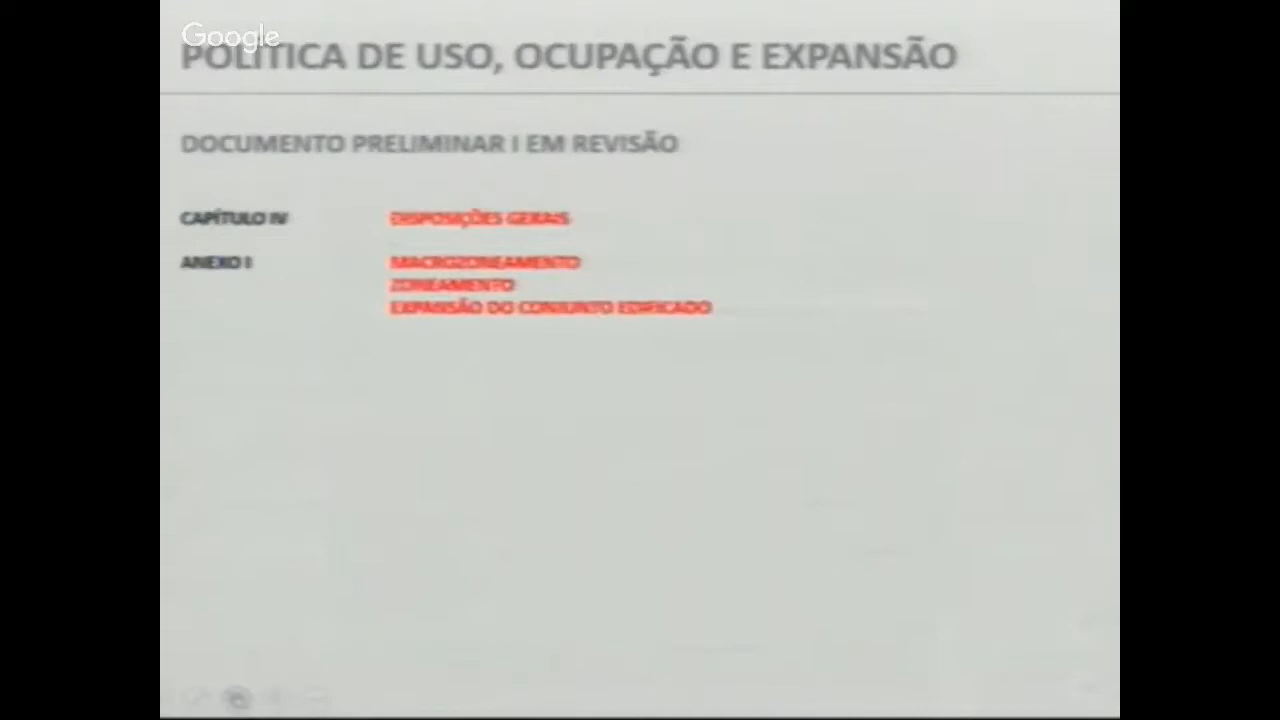 Google
POLÍTICA DE USO, OCUPAÇÃO E EXPANSÃO
DOCUMENTO PRELIMINAR I EM REVISÃO
CAPÍTULO IV DISPOSIÇÕES GERAIS
ANEXO I MACROZONEAMENTO
ZONEAMENTO
EXPANSÃO DO CONJUNTO EDIFICADO